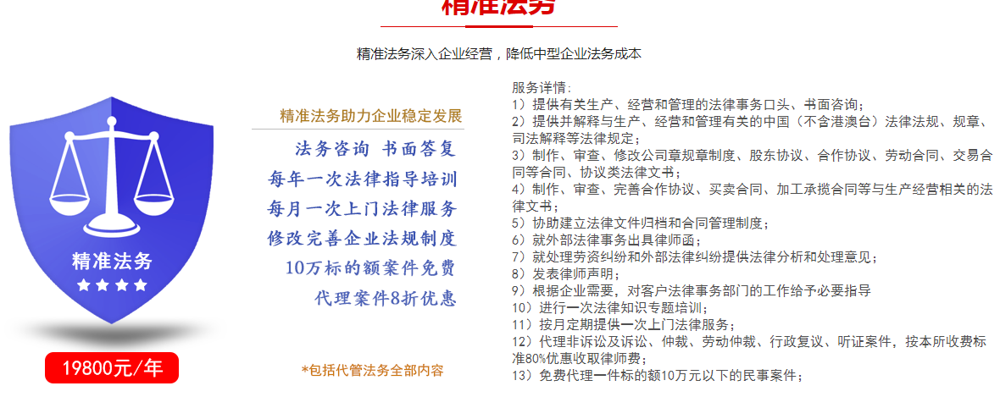 精准法务
精准法务深入企业经营，降低中型企业法务成本
精准法务
19800元/年
精准法务助力企业稳定发展
法务咨询 书面答复
每年一次法律指导培训
每月一次上门法律服务
修改完善企业法规制度
10万标的额案件免费
代理案件8折优惠
*包括代管法务全部内容
服务详情:
1）提供有关生产、经营和管理的法律事务口头、书面咨询;
2）提供并解释与生产、经营和管理有关的中国（不含港澳台）法律法规、规章、
司法解释等法律规定;
3）制作、审查、修改公司章规章制度、股东协议、合作协议、劳动合同、交易合
同等合同、协议类法律文书;
4）制作、审查、完善合作协议、买卖合同、加工承揽合同等与生产经营相关的法
律文书;
5）协助建立法律文件归档和合同管理制度;
6）就外部法律事务出具律师函;
7）就处理劳资纠纷和外部法律纠纷提供法律分析和处理意见;
8）发表律师声明;
9）根据企业需要，对客户法律事务部门的工作给予必要指导
10）进行一次法律知识专题培训;
11）按月定期提供一次上门法律服务;
12）代理非诉讼及诉讼、仲裁、劳动仲裁、行政复议、听证案件，按本所收费标
准80%优惠收取律师费;
13）免费代理一件标的额10万元以下的民事案件;